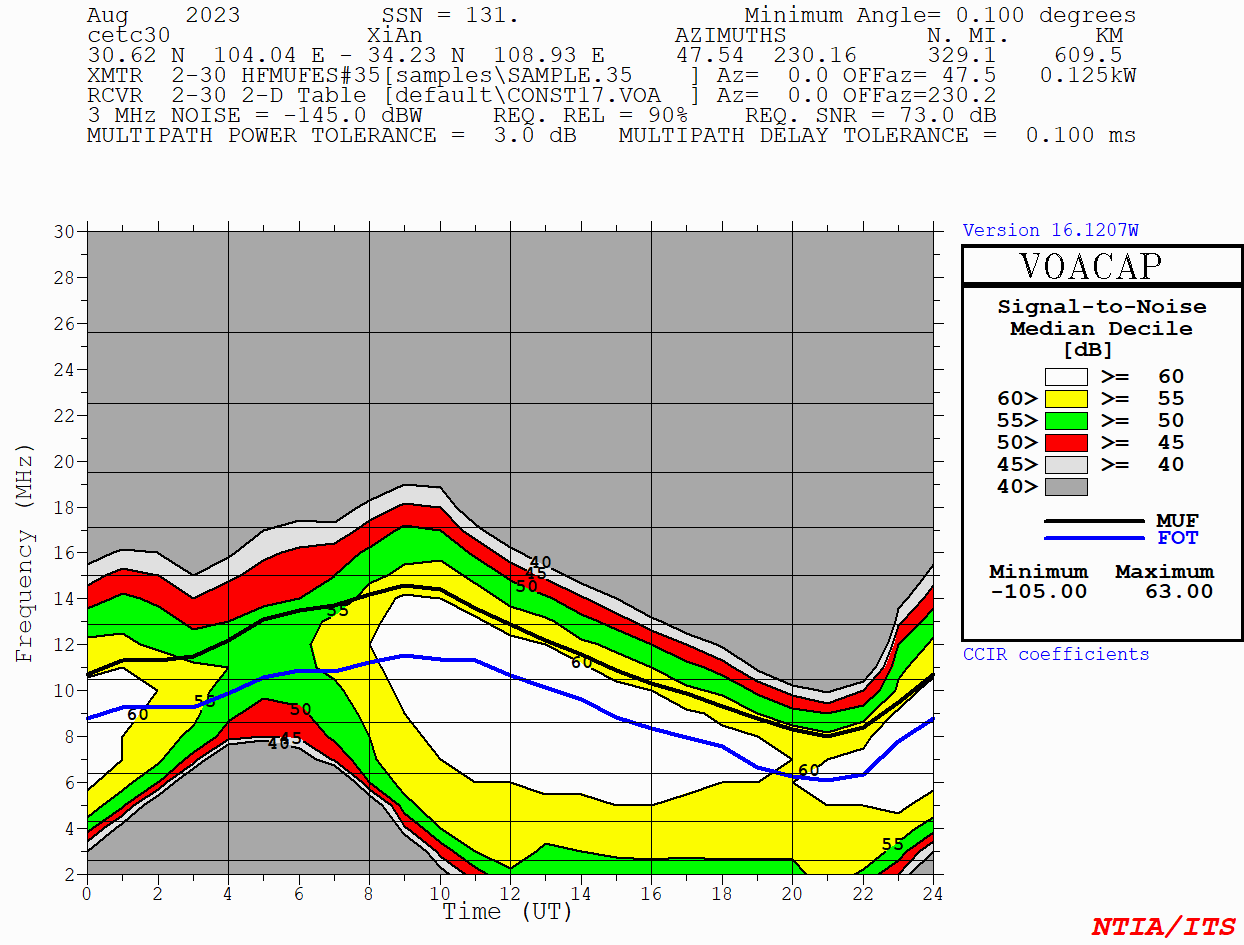 Aug    2023          SSN = 131.                Minimum Angle= 0.100 degrees
cetc30              XiAn                  AZIMUTHS          N. MI.      KM
30.62 N  104.04 E - 34.23 N  108.93 E     47.54  230.16     329.1    609.5
XMTR  2-30 HFMUFES#35[samples\SAMPLE.35    ] Az=  0.0 OFFaz= 47.5   0.125kW
RCVR  2-30 2-D Table [default\CONST17.VOA  ] Az=  0.0 OFFaz=230.2
3 MHz NOISE = -145.0 dBW     REQ. REL = 90%    REQ. SNR = 73.0 dB
MULTIPATH POWER TOLERANCE =  3.0 dB   MULTIPATH DELAY TOLERANCE =  0.100 ms
Version 16.1207W
VOACAP
Signal-to-Noise
Median Decile
[dB]
>= 60
60> >= 55
55> >= 50
50> >= 45
45> >= 40
40>
MUF
FOT
Minimum  Maximum
-105.00  63.00
CCIR coefficients
30
28
26
24
22
20
18
16
14
12
10
8
6
4
2
Frequency (MHz)
40
45
50
55
60
55
60
50
45
40
60
55
0 2 4 6 8 10 12 14 16 18 20 22 24
Time (UT)
NTIA/ITS